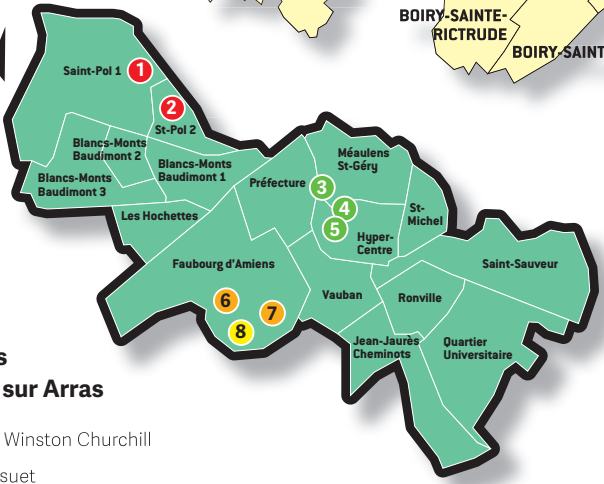 BOIRY-SAINTE-
RICTRUDE
BOIRY-SAINT
Saint-Pol 1
1
2
St-Pol 2
Blancs-Monts
Baudimont 2
Blancs-Monts
Baudimont 1
Blancs-Monts
Baudimont 3
Les Hochettes
Préfecture
Méaulens
St-Géry
3
4
5
St-
Michel
Hyper-
Centre
Faubourg d'Amiens
Saint-Sauveur
Vauban
Ronville
6
7
8
Jean-Jaurès
Cheminots
Quartier
Universitaire
s
sur Arras
Winston Churchill
suet